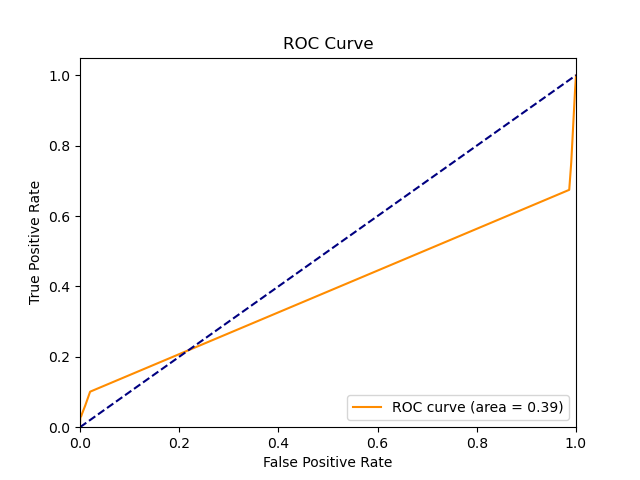 ROC Curve
True Positive Rate
1.0
0.8
0.6
0.4
0.2
0.0
ROC curve (area = 0.39)
0.0 0.2 0.4 0.6 0.8 1.0
False Positive Rate